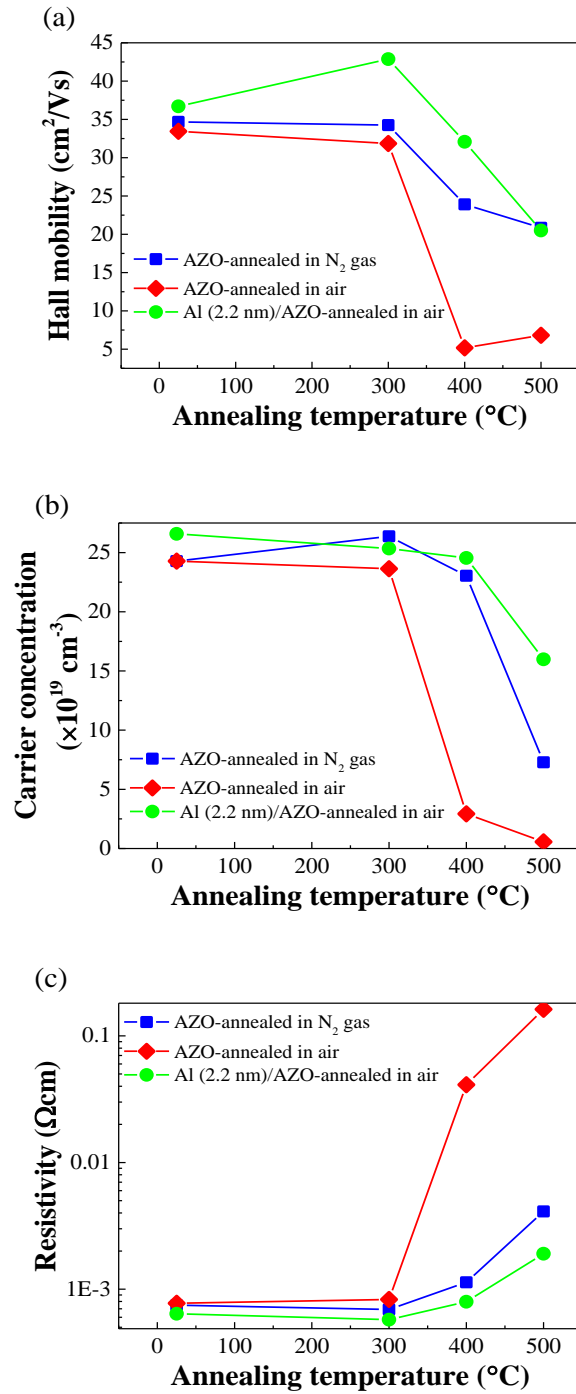 (a)
45
40
35
30
25
20
15
10
5
Hall mobility (cm²/Vs)
AZO-annealed in N₂ gas
AZO-annealed in air
Al (2.2 nm)/AZO-annealed in air
0 100 200 300 400 500
Annealing temperature (°C)
(b)
25
20
15
10
5
0
Carrier concentration
(×10¹⁹ cm⁻³)
AZO-annealed in N₂ gas
AZO-annealed in air
Al (2.2 nm)/AZO-annealed in air
0 100 200 300 400 500
Annealing temperature (°C)
(c)
0.1
0.01
1E-3
Resistivity (Ωcm)
AZO-annealed in N₂ gas
AZO-annealed in air
Al (2.2 nm)/AZO-annealed in air
0 100 200 300 400 500
Annealing temperature (°C)